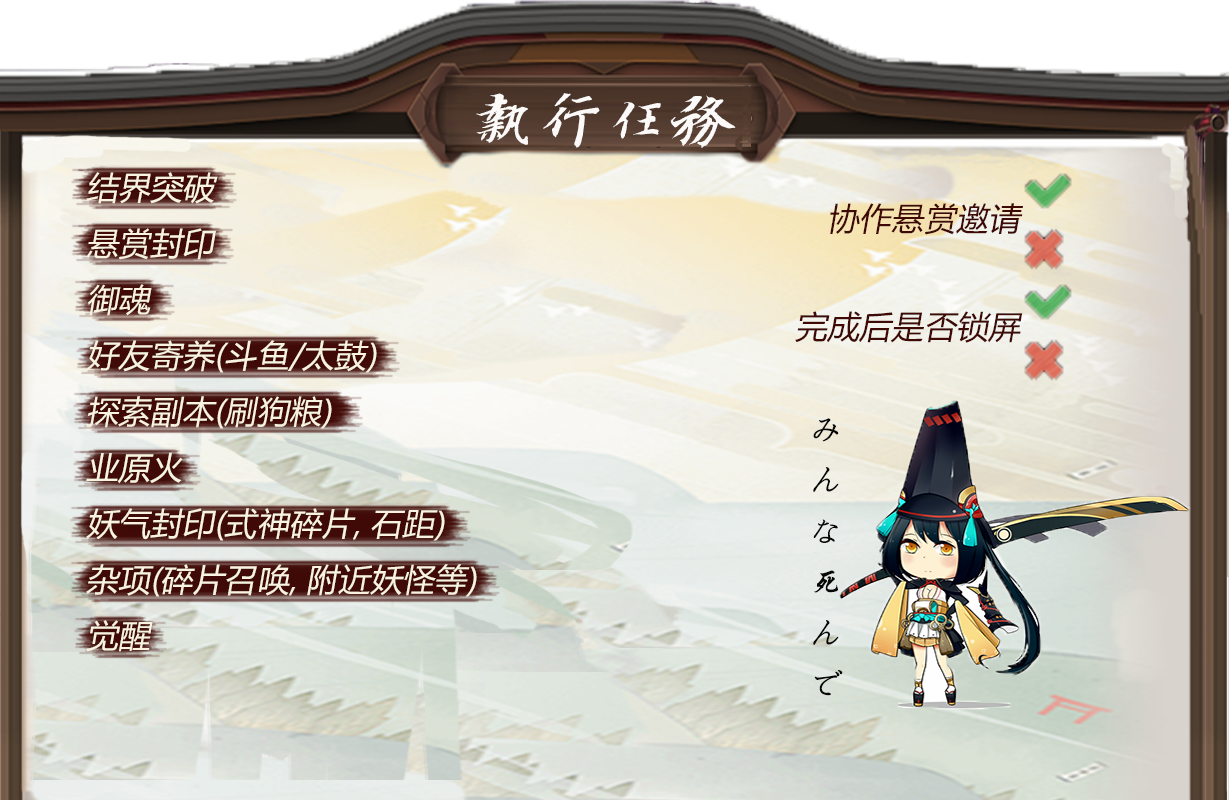 執行任務
结界突破
悬赏封印
御魂
好友寄养(斗鱼/太鼓)
探索副本(刷狗粮)
业原火
妖气封印(式神碎片, 石距)
杂项(碎片召唤, 附近妖怪等)
觉醒
协作悬赏邀请
完成后是否锁屏
みんな死んで